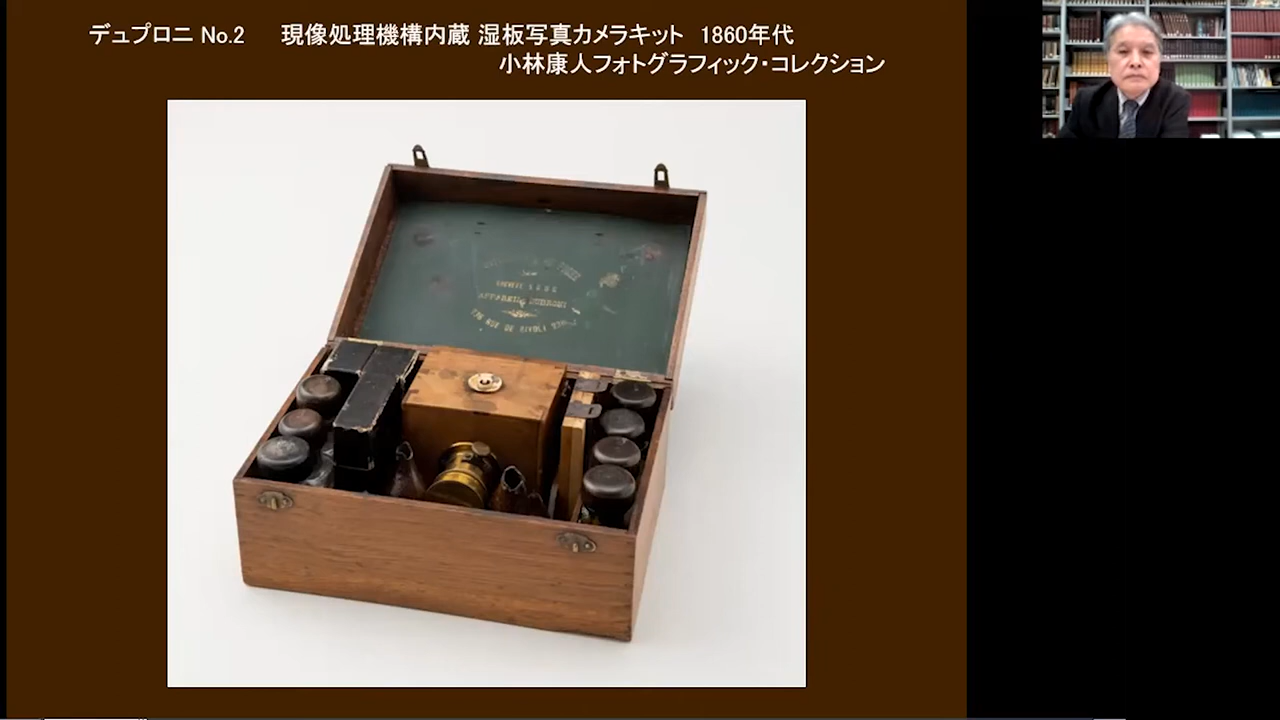 デュプロニ No.2 現像処理機構内蔵 湿板写真カメラキット 1860年代
小林康人フォトグラフィック・コレクション